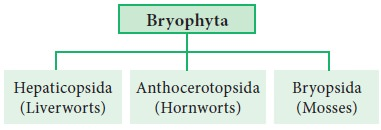 Bryophyta
Hepaticopsida
(Liverworts)
Anthocerotopsida
(Hornworts)
Bryopsida
(Mosses)